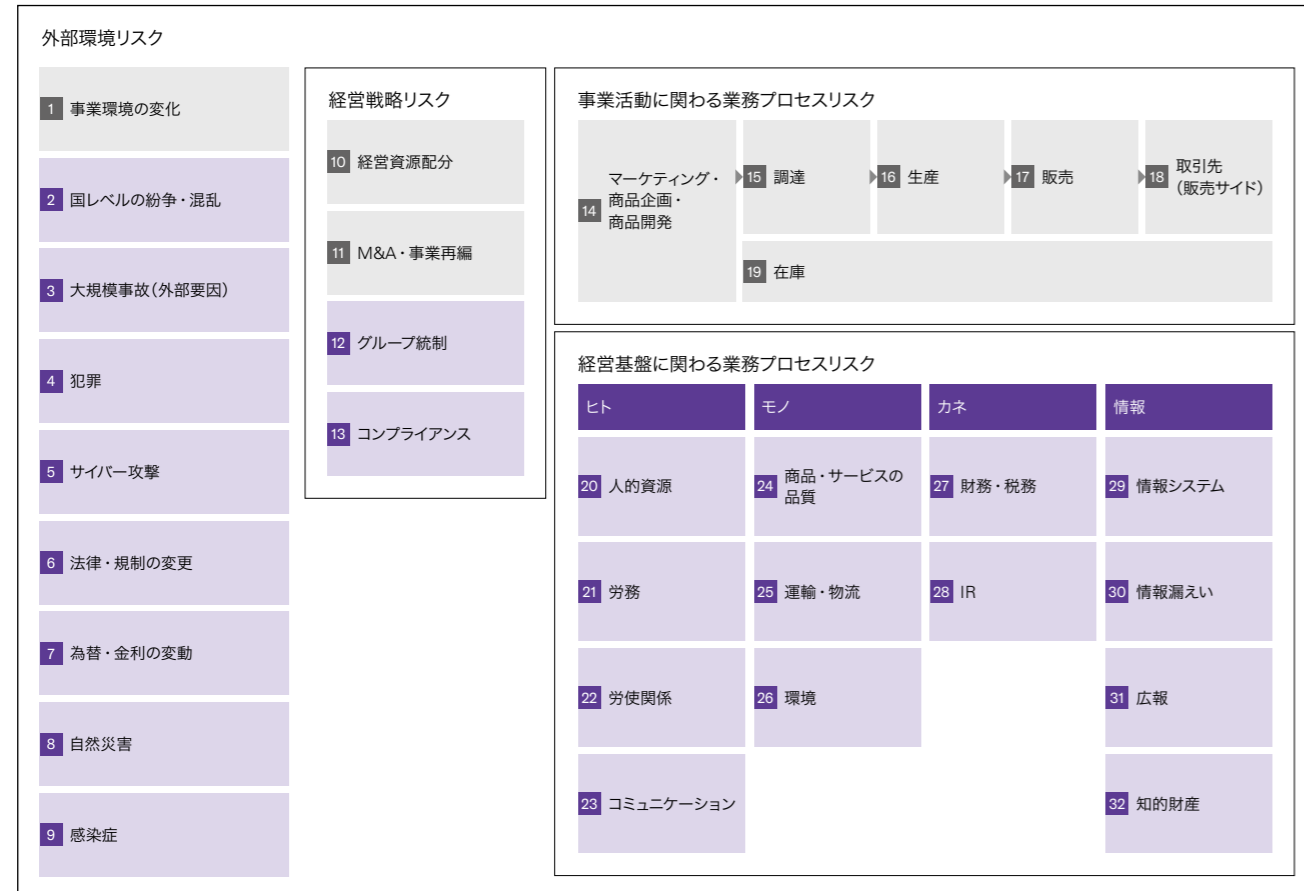 外部環境リスク
1 事業環境の変化
2 国レベルの紛争・混乱
3 大規模事故(外部要因)
4 犯罪
5 サイバー攻撃
6 法律・規制の変更
7 為替・金利の変動
8 自然災害
9 感染症
経営戦略リスク
10 経営資源配分
11 M&A・事業再編
12 グループ統制
13 コンプライアンス
事業活動に関わる業務プロセスリスク
14 マーケティング・
商品企画・
商品開発
15 調達
16 生産
17 販売
18 取引先
(販売サイド)
19 在庫
経営基盤に関わる業務プロセスリスク
ヒト
20 人的資源
21 労務
22 労使関係
23 コミュニケーション
モノ
24 商品・サービスの
品質
25 運輸・物流
26 環境
カネ
27 財務・税務
28 IR
情報
29 情報システム
30 情報漏えい
31 広報
32 知的財産